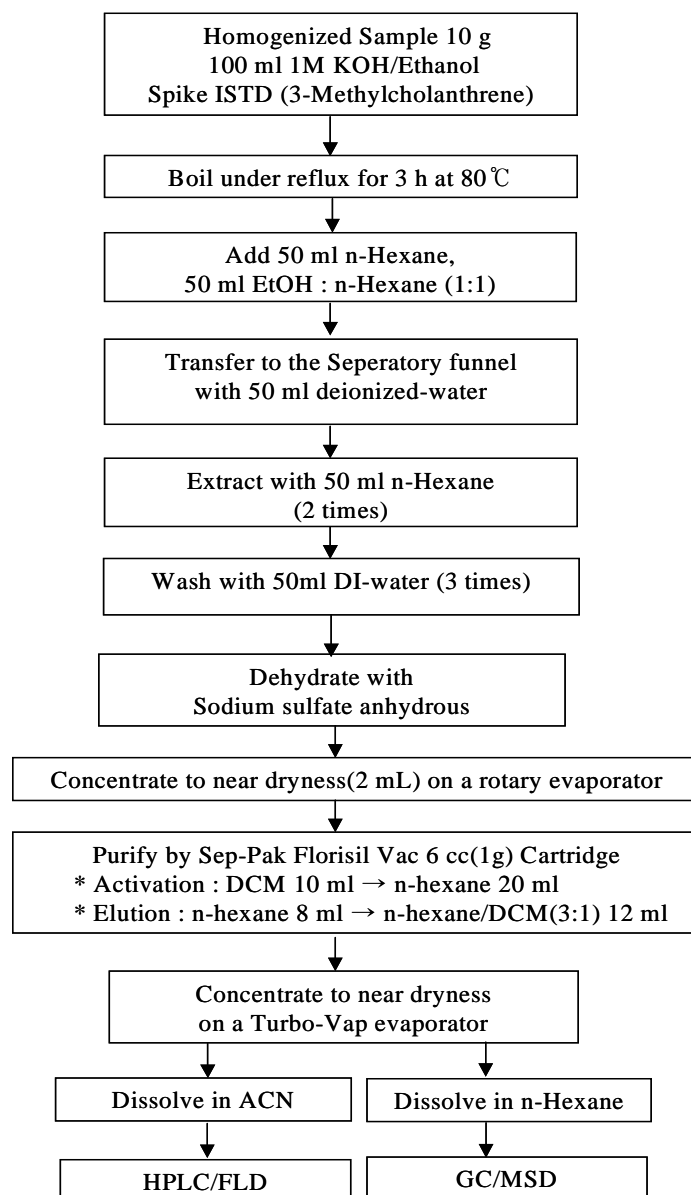 Homogenized Sample 10 g
100 ml 1M KOH/Ethanol
Spike ISTD (3-Methylcholanthrene)
Boil under reflux for 3 h at 80℃
Add 50 ml n-Hexane,
50 ml EtOH : n-Hexane (1:1)
Transfer to the Seperatory funnel
with 50 ml deionized-water
Extract with 50 ml n-Hexane
(2 times)
Wash with 50ml DI-water (3 times)
Dehydrate with
Sodium sulfate anhydrous
Concentrate to near dryness(2 mL) on a rotary evaporator
Purify by Sep-Pak Florisil Vac 6 cc(1g) Cartridge
* Activation : DCM 10 ml → n-hexane 20 ml
* Elution : n-hexane 8 ml → n-hexane/DCM(3:1) 12 ml
Concentrate to near dryness
on a Turbo-Vap evaporator
Dissolve in ACN
Dissolve in n-Hexane
HPLC/FLD
GC/MSD